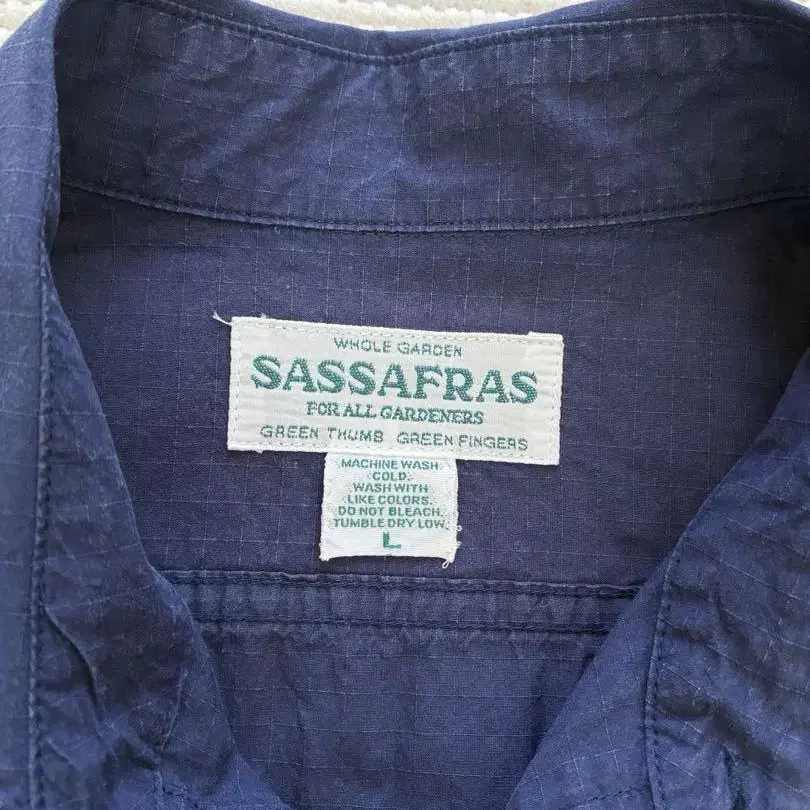 WHOLE GARDEN
SASSAFRAS
FOR ALL GARDENERS
GREEN THUMB GREEN FINGERS
MACHINE WASH
COLD.
WASH WITH
LIKE COLORS.
DO NOT BLEACH.
TUMBLE DRY LOW.
L